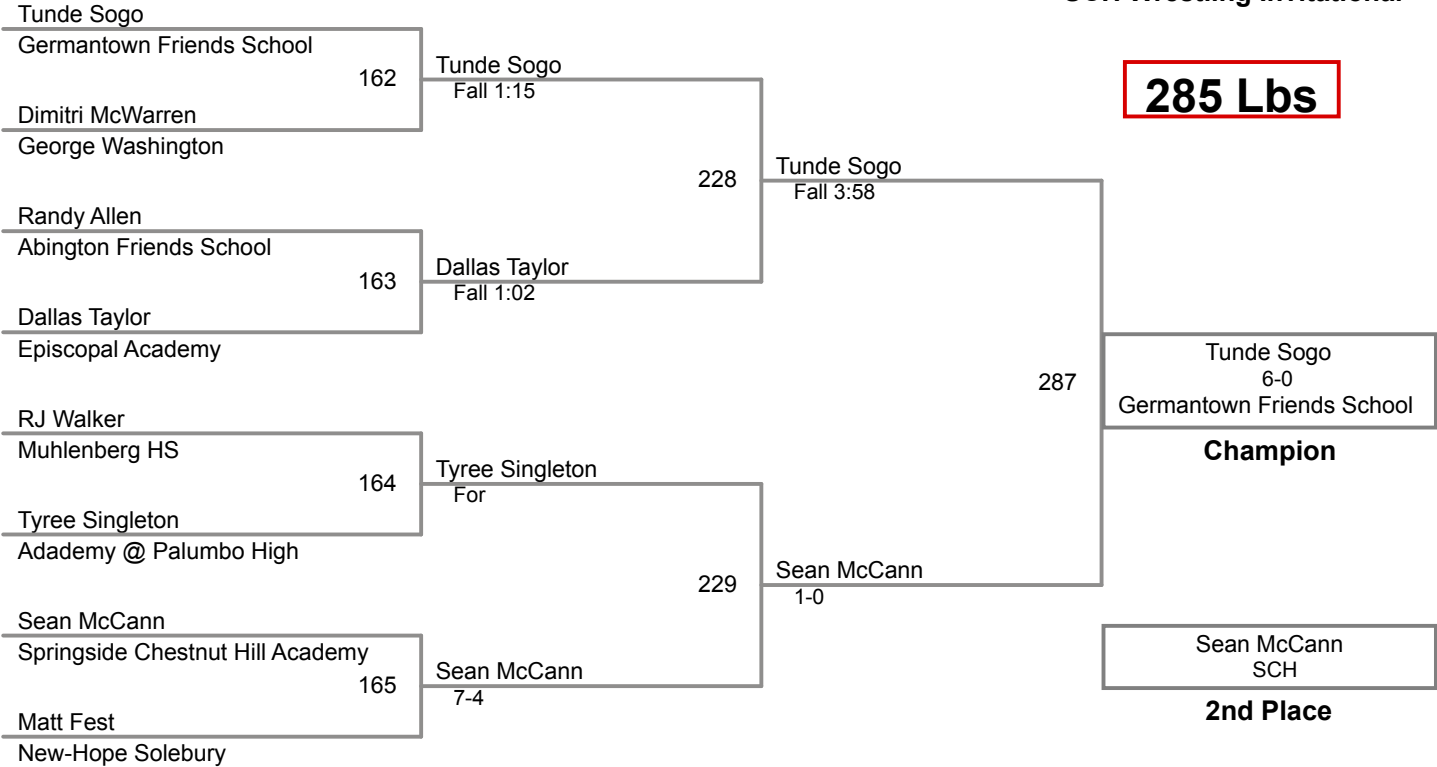 SCH Wrestling Invitational
285 Lbs
Tunde Sogo
Germantown Friends School
162
Dimitri McWarren
George Washington
Randy Allen
Abington Friends School
163
Dallas Taylor
Episcopal Academy
RJ Walker
Muhlenberg HS
164
Tyree Singleton
Adademy @ Palumbo High
Sean McCann
Springside Chestnut Hill Academy
165
Matt Fest
New-Hope Solebury
Tunde Sogo
Fall 1:15
228
Dallas Taylor
Fall 1:02
Tyree Singleton
For
229
Sean McCann
7-4
Tunde Sogo
Fall 3:58
287
Sean McCann
1-0
Tunde Sogo
6-0
Germantown Friends School
Champion
Sean McCann
SCH
2nd Place